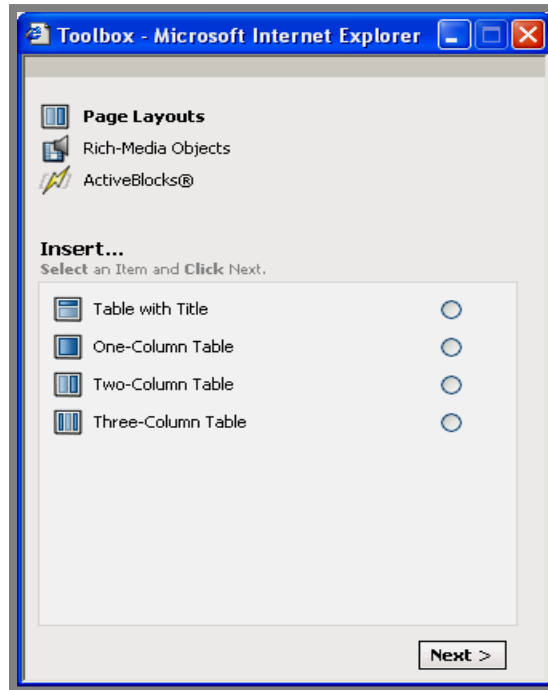 Toolbox - Microsoft Internet Explorer
Page Layouts
Rich-Media Objects
ActiveBlocks®
Insert...
Select an Item and Click Next.
Table with Title
One-Column Table
Two-Column Table
Three-Column Table
Next >